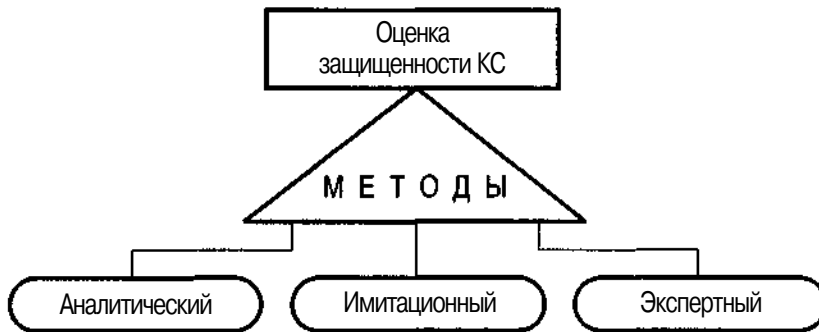 Оценка
защищенности КС
МЕТОДЫ
Аналитический
Имитационный
Экспертный